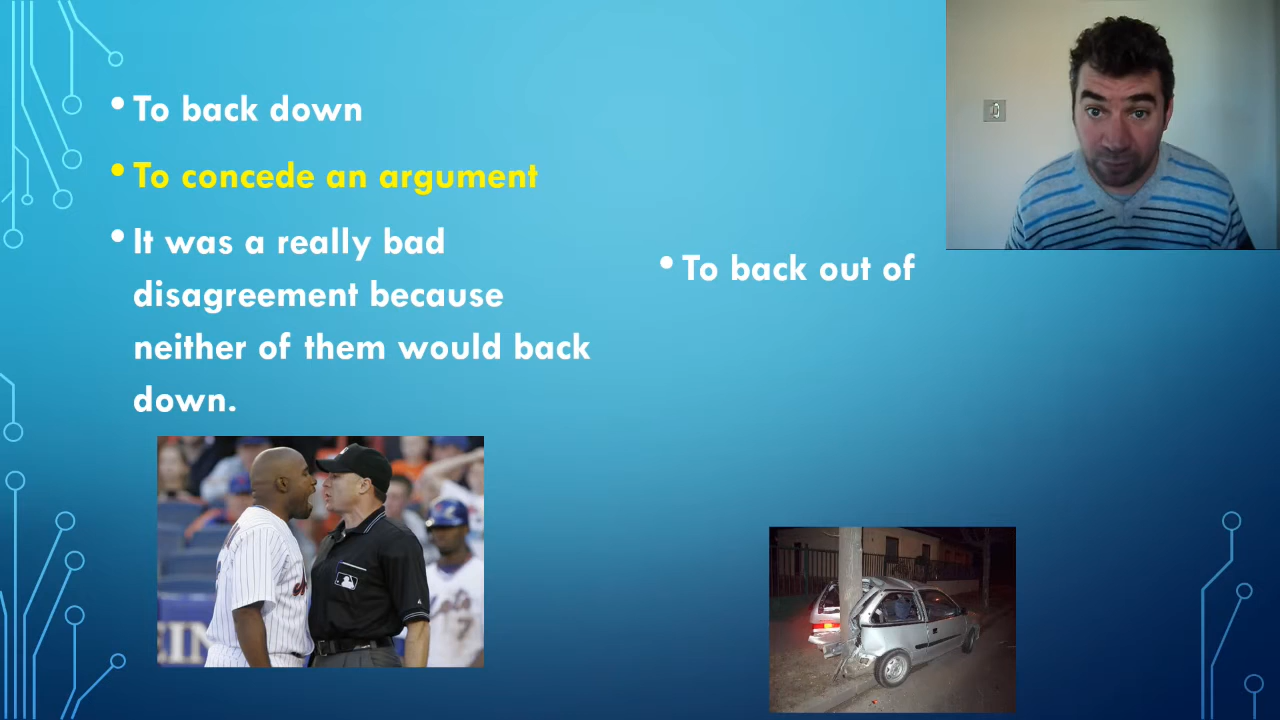 • To back down
• To concede an argument
• It was a really bad
disagreement because
neither of them would back
down.
• To back out of
7